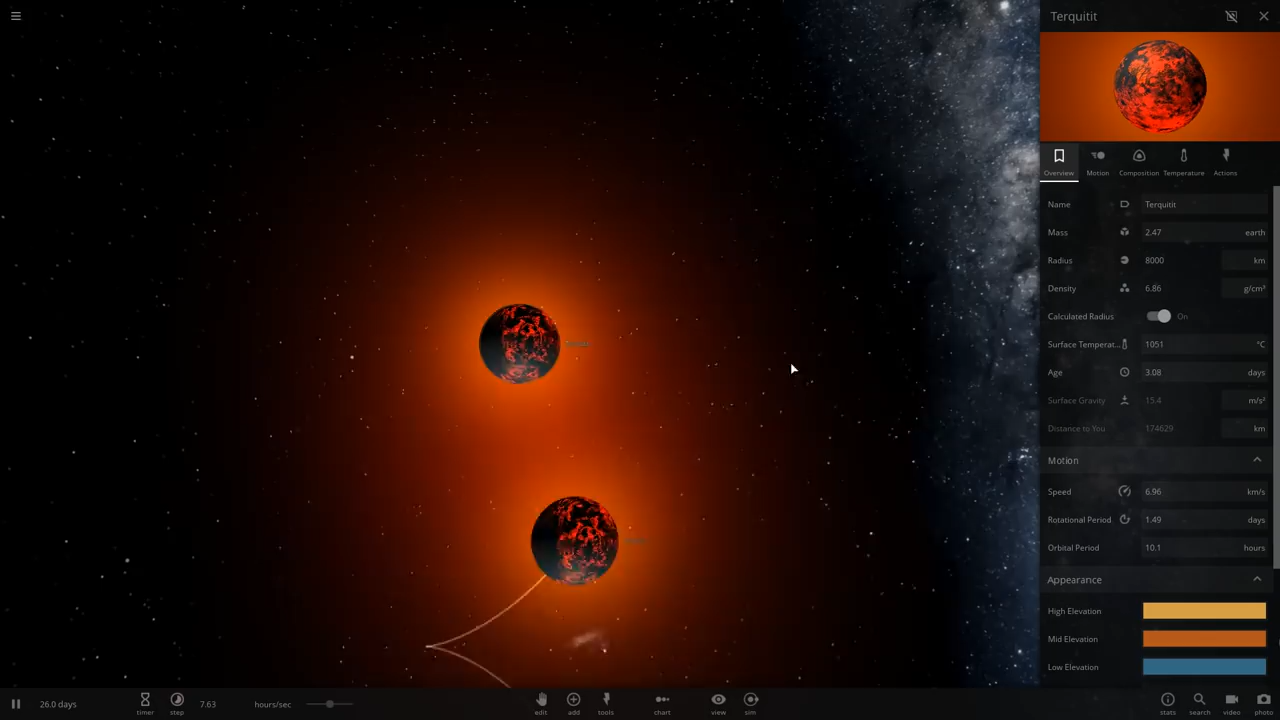 Terquitit
Overview Motion Composition Temperature Actions
Name Terquitit
Mass 2.47 earth
Radius 8000 km
Density 6.86 g/cm³
Calculated Radius On
Surface Temperat... 1051 °C
Age 3.08 days
Surface Gravity 15.4 m/s²
Distance to You 174629 km
Motion
Speed 6.96 km/s
Rotational Period 1.49 days
Orbital Period 10.1 hours
Appearance
High Elevation
Mid Elevation
Low Elevation
26.0 days timer step 7.63 hours/sec edit add tools chart view sim stats search video photo